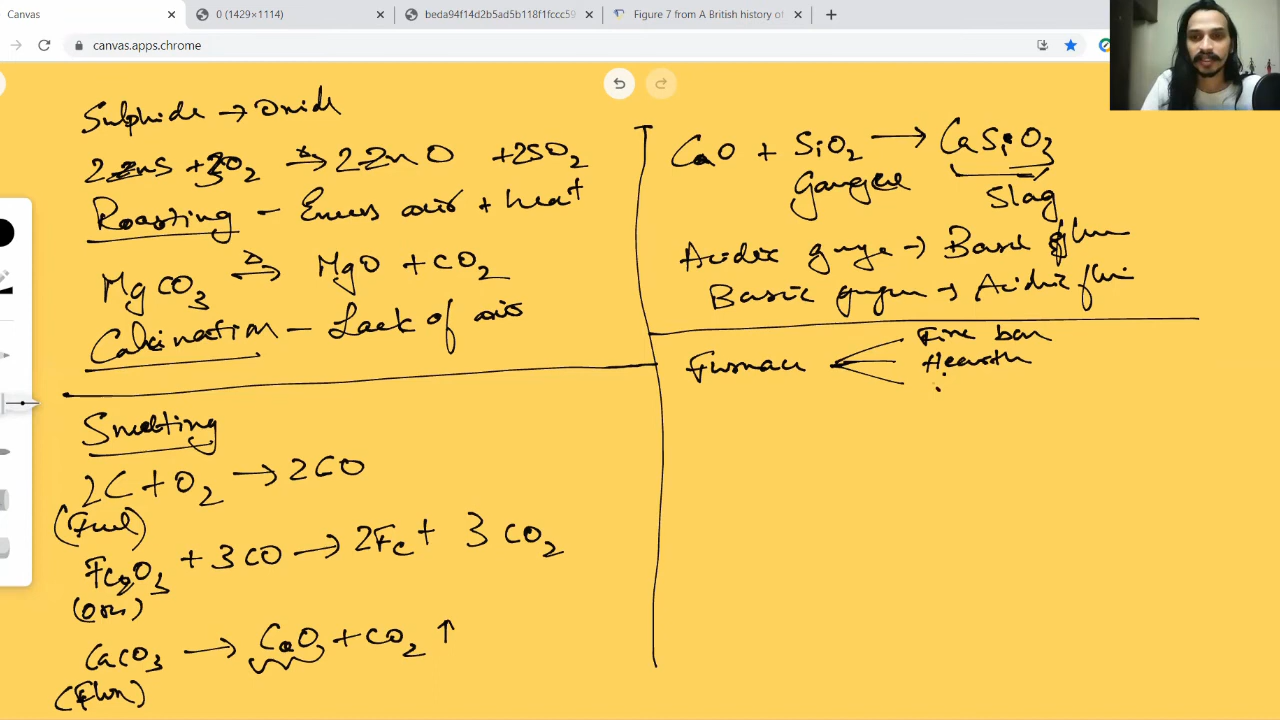 Canvas
0 (1429×1114)
beda94f14d2b5ad5b118f1fccc59
Figure 7 from A British history of
canvas.apps.chrome
Sulphide → Oxide
2ZnS + 3O2 →Δ 2ZnO + 2SO2
Roasting - Excess air + heat
MgCO3 →Δ MgO + CO2
Calcination - Lack of air
Smelting
2C + O2 → 2CO
(Fuel)
Fe2O3 + 3CO → 2Fe + 3CO2
(Ore)
CaCO3 → CaO + CO2 ↑
(Flux)
CaO + SiO2 → CaSiO3
Gangue
Slag
Acidic → Basic flux
Basic → Acidic flux
Furnace
Fire
Hearth